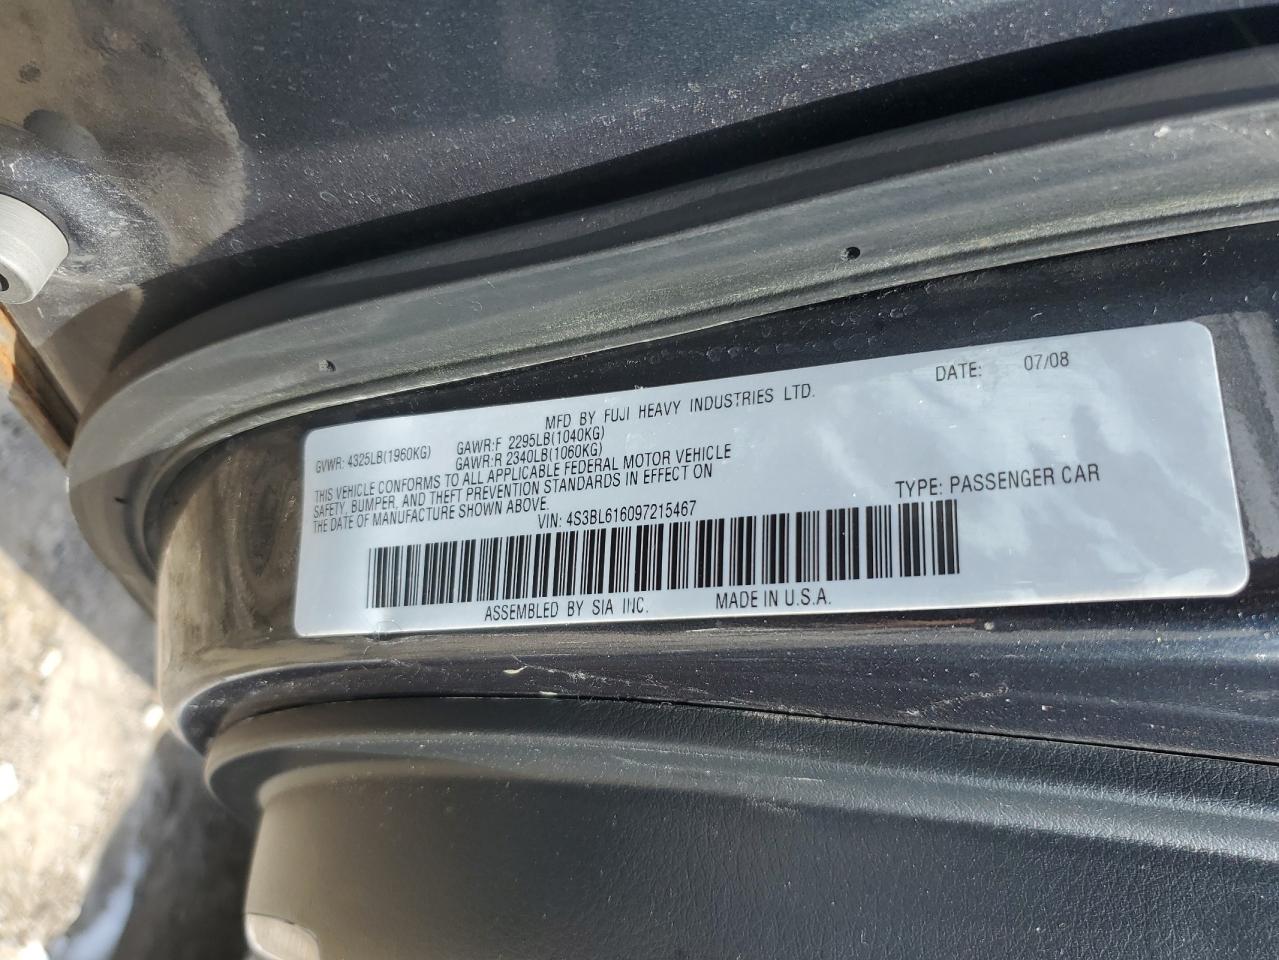 MFD BY FUJI HEAVY INDUSTRIES LTD. DATE: 07/08
GVWR: 4325LB(1960KG) GAWR:F 2295LB(1040KG)
GAWR:R 2340LB(1060KG)
THIS VEHICLE CONFORMS TO ALL APPLICABLE FEDERAL MOTOR VEHICLE
SAFETY, BUMPER, AND THEFT PREVENTION STANDARDS IN EFFECT ON
THE DATE OF MANUFACTURE SHOWN ABOVE.
VIN: 4S3BL616097215467 TYPE: PASSENGER CAR
ASSEMBLED BY SIA INC. MADE IN U.S.A.